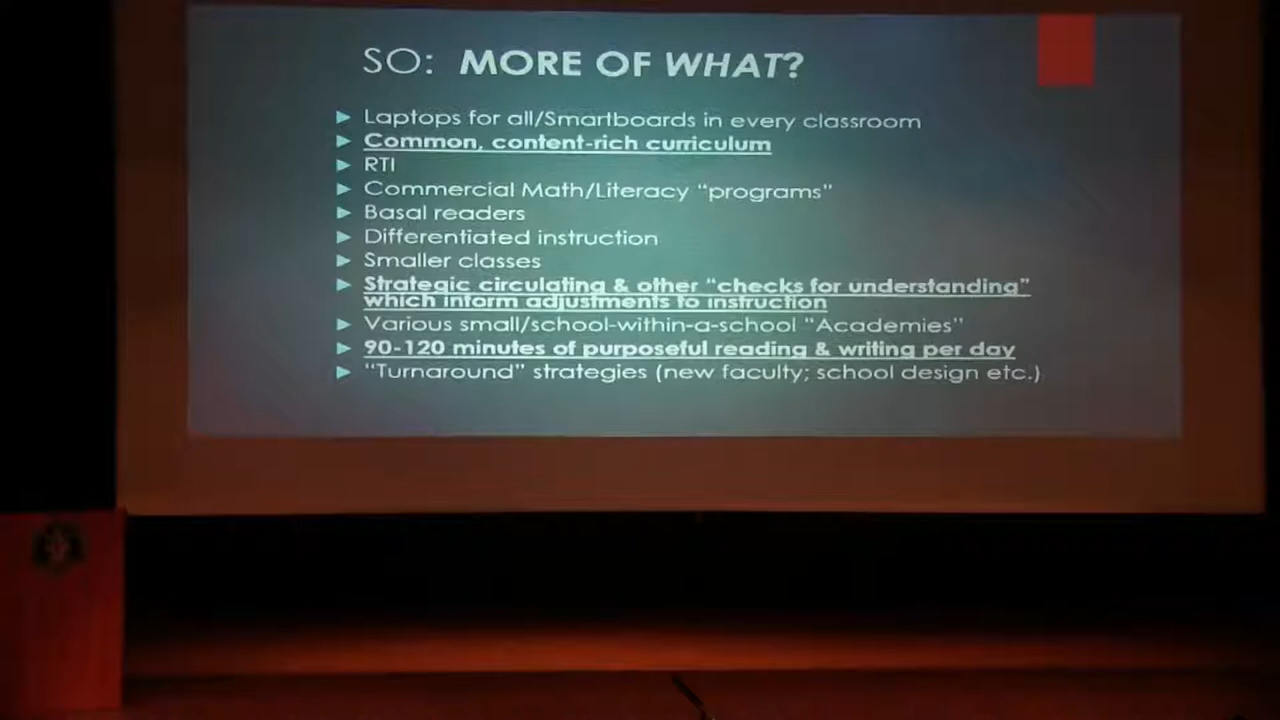 SO: MORE OF WHAT?
Laptops for all/Smartboards in every classroom
Common, content-rich curriculum
RTI
Commercial Math/Literacy “programs”
Basal readers
Differentiated instruction
Smaller classes
Strategic circulating & other “checks for understanding”
which inform adjustments to instruction
Various small/school-within-a-school “Academies”
90-120 minutes of purposeful reading & writing per day
“Turnaround” strategies (new faculty; school design etc.)